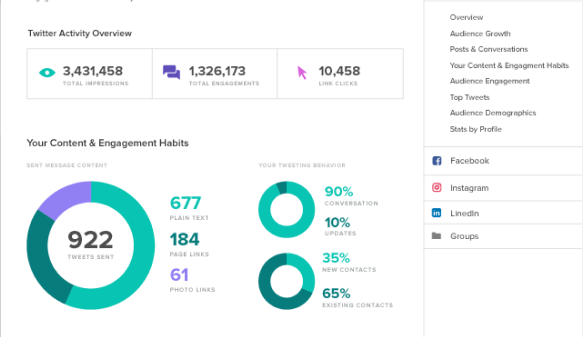 Twitter Activity Overview
3,431,458
TOTAL IMPRESSIONS
1,326,173
TOTAL ENGAGEMENTS
10,458
LINK CLICKS
Your Content & Engagement Habits
SENT MESSAGE CONTENT
922
TWEETS SENT
677
PLAIN TEXT
184
PAGE LINKS
61
PHOTO LINKS
YOUR TWEETING BEHAVIOR
90%
CONVERSATION
10%
UPDATES
35%
NEW CONTACTS
65%
EXISTING CONTACTS
Overview
Audience Growth
Posts & Conversations
Your Content & Engagment Habits
Audience Engagement
Top Tweets
Audience Demographics
Stats by Profile
Facebook
Instagram
LinedIn
Groups